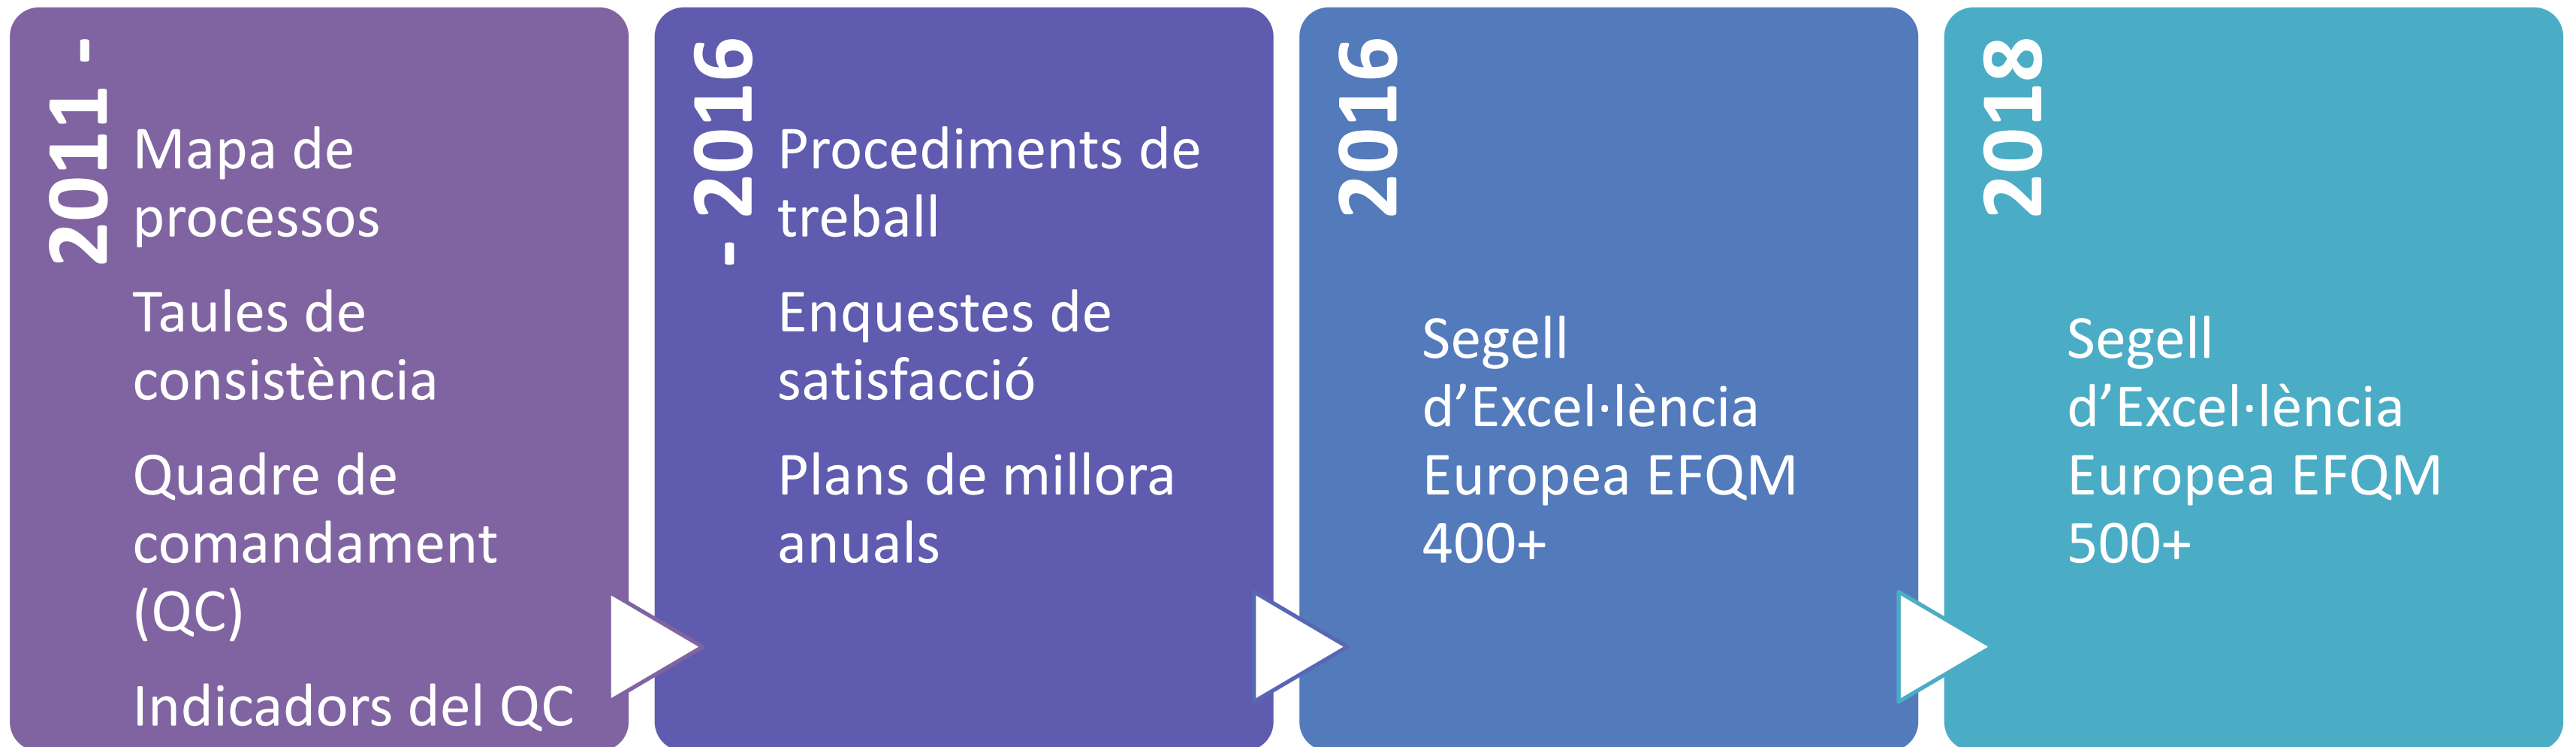 2011 -
Mapa de
processos
Taules de
consistència
Quadre de
comandament
(QC)
Indicadors del QC
- 2016
Procediments de
treball
Enquestes de
satisfacció
Plans de millora
anuals
2016
Segell
d’Excel·lència
Europea EFQM
400+
2018
Segell
d’Excel·lència
Europea EFQM
500+